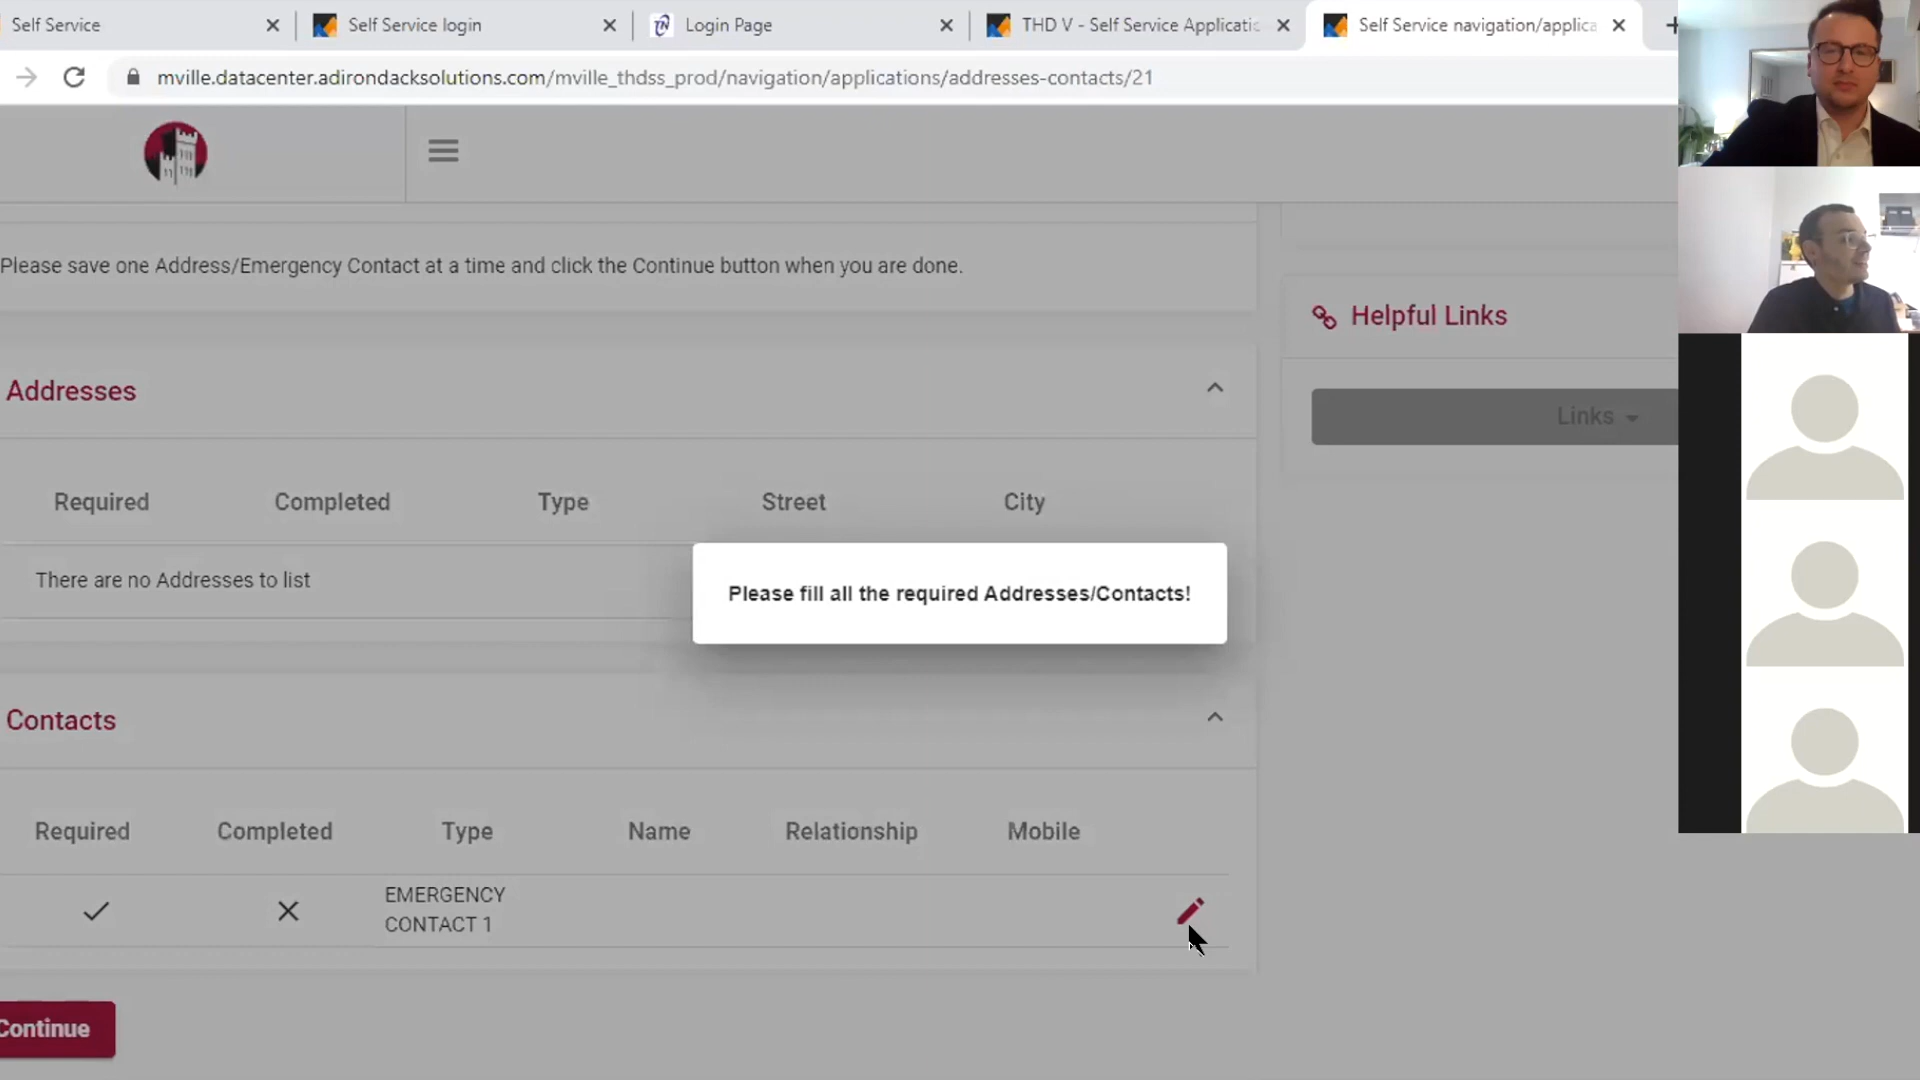 Self Service
Self Service login
Login Page
THD V - Self Service Applicatio
Self Service navigation/applica
mville.datacenter.adirondacksolutions.com/mville_thdss_prod/navigation/applications/addresses-contacts/21
Please save one Address/Emergency Contact at a time and click the Continue button when you are done.
Helpful Links
Links
Addresses
Required Completed Type Street City
There are no Addresses to list
Please fill all the required Addresses/Contacts!
Contacts
Required Completed Type Name Relationship Mobile
EMERGENCY
CONTACT 1
Continue